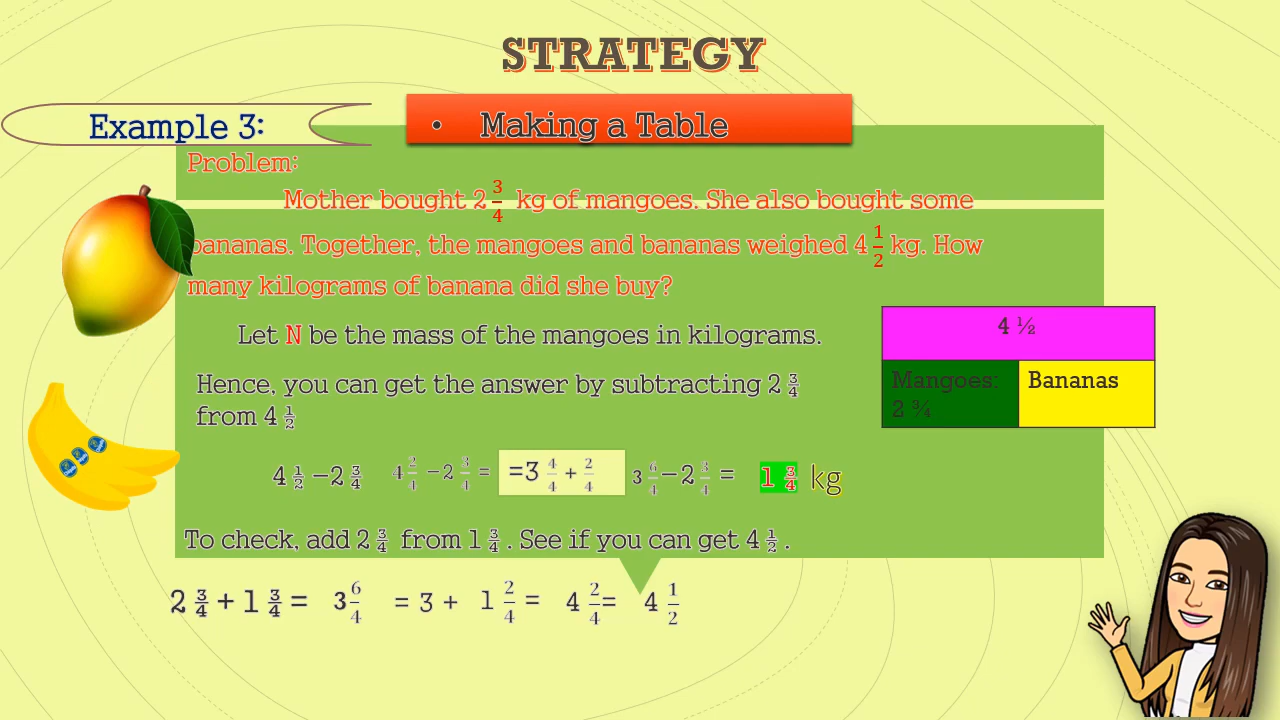 STRATEGY
Example 3:
• Making a Table
Problem:
Mother bought 2 3/4 kg of mangoes. She also bought some
bananas. Together, the mangoes and bananas weighed 4 1/2 kg. How
many kilograms of banana did she buy?
Let N be the mass of the mangoes in kilograms.
4 ½
Mangoes: 2 ¾
Bananas
Hence, you can get the answer by subtracting 2 ¾
from 4 ½
4 ½ −2 ¾ 4 2/4 −2 3/4 = =3 4/4 + 2/4 3 6/4 −2 3/4 = 1 ¾ kg
To check, add 2 ¾ from 1 ¾ . See if you can get 4 ½ .
2 ¾ + 1 ¾ = 3 6/4 = 3 + 1 2/4 = 4 2/4 = 4 1/2